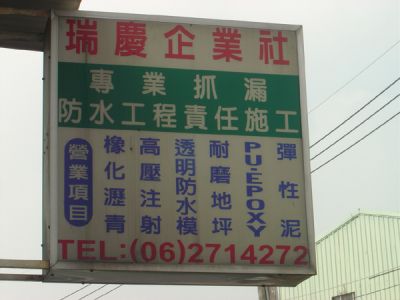 瑞慶企業社
專業抓漏
防水工程責任施工
營業項目
橡化瀝青
高壓注射
透明防水模
耐磨地坪
PU-EPOXY
彈性泥
TEL:(06)2714272